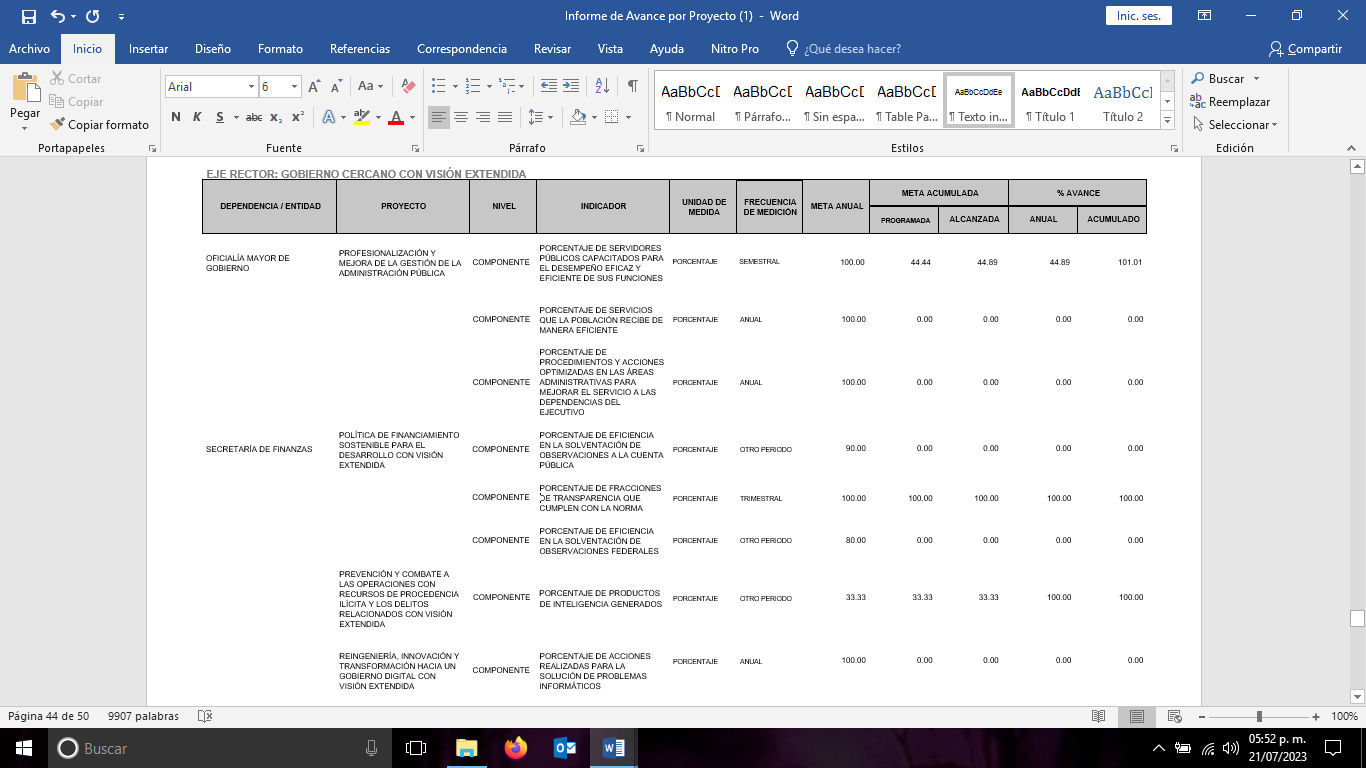 Informe de Avance por Proyecto (1) - Word
Inic. ses.
Archivo Inicio Insertar Diseño Formato Referencias Correspondencia Revisar Vista Ayuda Nitro Pro ¿Qué desea hacer? Compartir
Pegar
Cortar
Copiar
Copiar formato
Portapapeles
Arial 6
N K S abc x₂ x²
Fuente
Párrafo
AaBbCcI AaBbCcI AaBbCcI AaBbCcI AaBbCcDdEe AaBbCcDdI AaBbCcI
¶ Normal ¶ Párrafo... ¶ Sin espa... ¶ Table Pa... ¶ Texto in... ¶ Título 1 Título 2
Estilos
Buscar
Reemplazar
Seleccionar
Edición
EJE RECTOR: GOBIERNO CERCANO CON VISIÓN EXTENDIDA
DEPENDENCIA / ENTIDAD PROYECTO NIVEL INDICADOR UNIDAD DE MEDIDA FRECUENCIA DE MEDICIÓN META ANUAL META ACUMULADA % AVANCE
PROGRAMADA ALCANZADA ANUAL ACUMULADO
OFICIALÍA MAYOR DE
GOBIERNO
PROFESIONALIZACIÓN Y
MEJORA DE LA GESTIÓN DE LA
ADMINISTRACIÓN PÚBLICA
COMPONENTE
PORCENTAJE DE SERVIDORES
PÚBLICOS CAPACITADOS PARA
EL DESEMPEÑO EFICAZ Y
EFICIENTE DE SUS FUNCIONES
PORCENTAJE SEMESTRAL 100.00 44.44 44.89 44.89 101.01
COMPONENTE
PORCENTAJE DE SERVICIOS
QUE LA POBLACIÓN RECIBE DE
MANERA EFICIENTE
PORCENTAJE ANUAL 100.00 0.00 0.00 0.00 0.00
COMPONENTE
PORCENTAJE DE
PROCEDIMIENTOS Y ACCIONES
OPTIMIZADAS EN LAS ÁREAS
ADMINISTRATIVAS PARA
MEJORAR EL SERVICIO A LAS
DEPENDENCIAS DEL
EJECUTIVO
PORCENTAJE ANUAL 100.00 0.00 0.00 0.00 0.00
SECRETARÍA DE FINANZAS
POLÍTICA DE FINANCIAMIENTO
SOSTENIBLE PARA EL
DESARROLLO CON VISIÓN
EXTENDIDA
COMPONENTE
PORCENTAJE DE EFICIENCIA
EN LA SOLVENTACIÓN DE
OBSERVACIONES A LA CUENTA
PÚBLICA
PORCENTAJE OTRO PERIODO 90.00 0.00 0.00 0.00 0.00
COMPONENTE
PORCENTAJE DE FRACCIONES
DE TRANSPARENCIA QUE
CUMPLEN CON LA NORMA
PORCENTAJE TRIMESTRAL 100.00 100.00 100.00 100.00 100.00
COMPONENTE
PORCENTAJE DE EFICIENCIA
EN LA SOLVENTACIÓN DE
OBSERVACIONES FEDERALES
PORCENTAJE OTRO PERIODO 80.00 0.00 0.00 0.00 0.00
PREVENCIÓN Y COMBATE A
LAS OPERACIONES CON
RECURSOS DE PROCEDENCIA
ILÍCITA Y LOS DELITOS
RELACIONADOS CON VISIÓN
EXTENDIDA
COMPONENTE
PORCENTAJE DE PRODUCTOS
DE INTELIGENCIA GENERADOS
PORCENTAJE OTRO PERIODO 33.33 33.33 33.33 100.00 100.00
REINGENIERÍA, INNOVACIÓN Y
TRANSFORMACIÓN HACIA UN
GOBIERNO DIGITAL CON
VISIÓN EXTENDIDA
COMPONENTE
PORCENTAJE DE ACCIONES
REALIZADAS PARA LA
SOLUCIÓN DE PROBLEMAS
INFORMÁTICOS
PORCENTAJE ANUAL 100.00 0.00 0.00 0.00 0.00
Página 44 de 50 9907 palabras 100%
Buscar
05:52 p. m.
21/07/2023